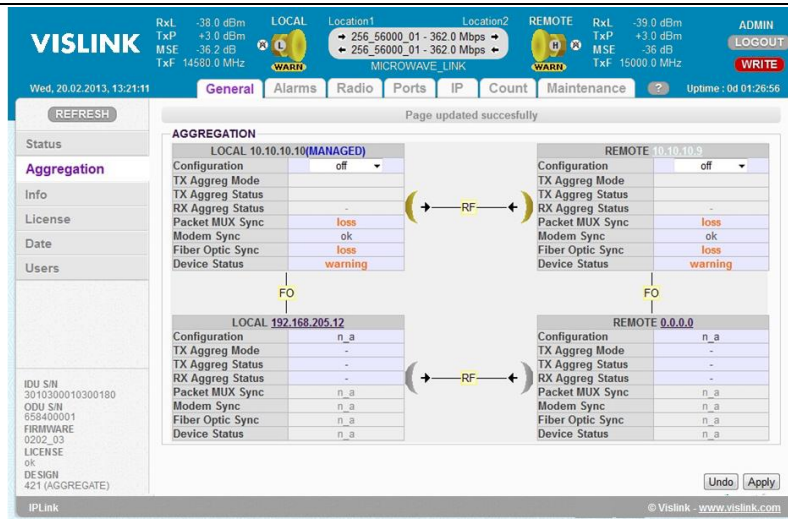 VISLINK
RxL -38.0 dBm LOCAL Location1 Location2 REMOTE RxL -39.0 dBm ADMIN
TxP +3.0 dBm → 256_56000_01 - 362.0 Mbps → TxP +3.0 dBm LOGOUT
MSE -36.2 dB R L ← 256_56000_01 - 362.0 Mbps ← H R MSE -36 dB
TxF 14580.0 MHz WARN MICROWAVE_LINK WARN TxF 15000.0 MHz WRITE
Wed, 20.02.2013, 13:21:11 General Alarms Radio Ports IP Count Maintenance ? Uptime : 0d 01:26:56
REFRESH
Page updated succesfully
Status
Aggregation
Info
License
Date
Users
AGGREGATION
LOCAL 10.10.10.10(MANAGED)
Configuration off
TX Aggreg Mode
TX Aggreg Status
RX Aggreg Status -
Packet MUX Sync loss
Modem Sync ok
Fiber Optic Sync loss
Device Status warning
RF
REMOTE 10.10.10.9
Configuration off
TX Aggreg Mode
TX Aggreg Status
RX Aggreg Status -
Packet MUX Sync loss
Modem Sync ok
Fiber Optic Sync loss
Device Status warning
FO FO
LOCAL 192.168.205.12
Configuration n_a
TX Aggreg Mode -
TX Aggreg Status -
RX Aggreg Status -
Packet MUX Sync n_a
Modem Sync n_a
Fiber Optic Sync n_a
Device Status n_a
RF
REMOTE 0.0.0.0
Configuration n_a
TX Aggreg Mode -
TX Aggreg Status -
RX Aggreg Status -
Packet MUX Sync n_a
Modem Sync n_a
Fiber Optic Sync n_a
Device Status n_a
IDU S/N
3010300010300180
ODU S/N
658400001
FIRMWARE
0202_03
LICENSE
ok
DESIGN
421 (AGGREGATE)
Undo Apply
IPLink © Vislink - www.vislink.com